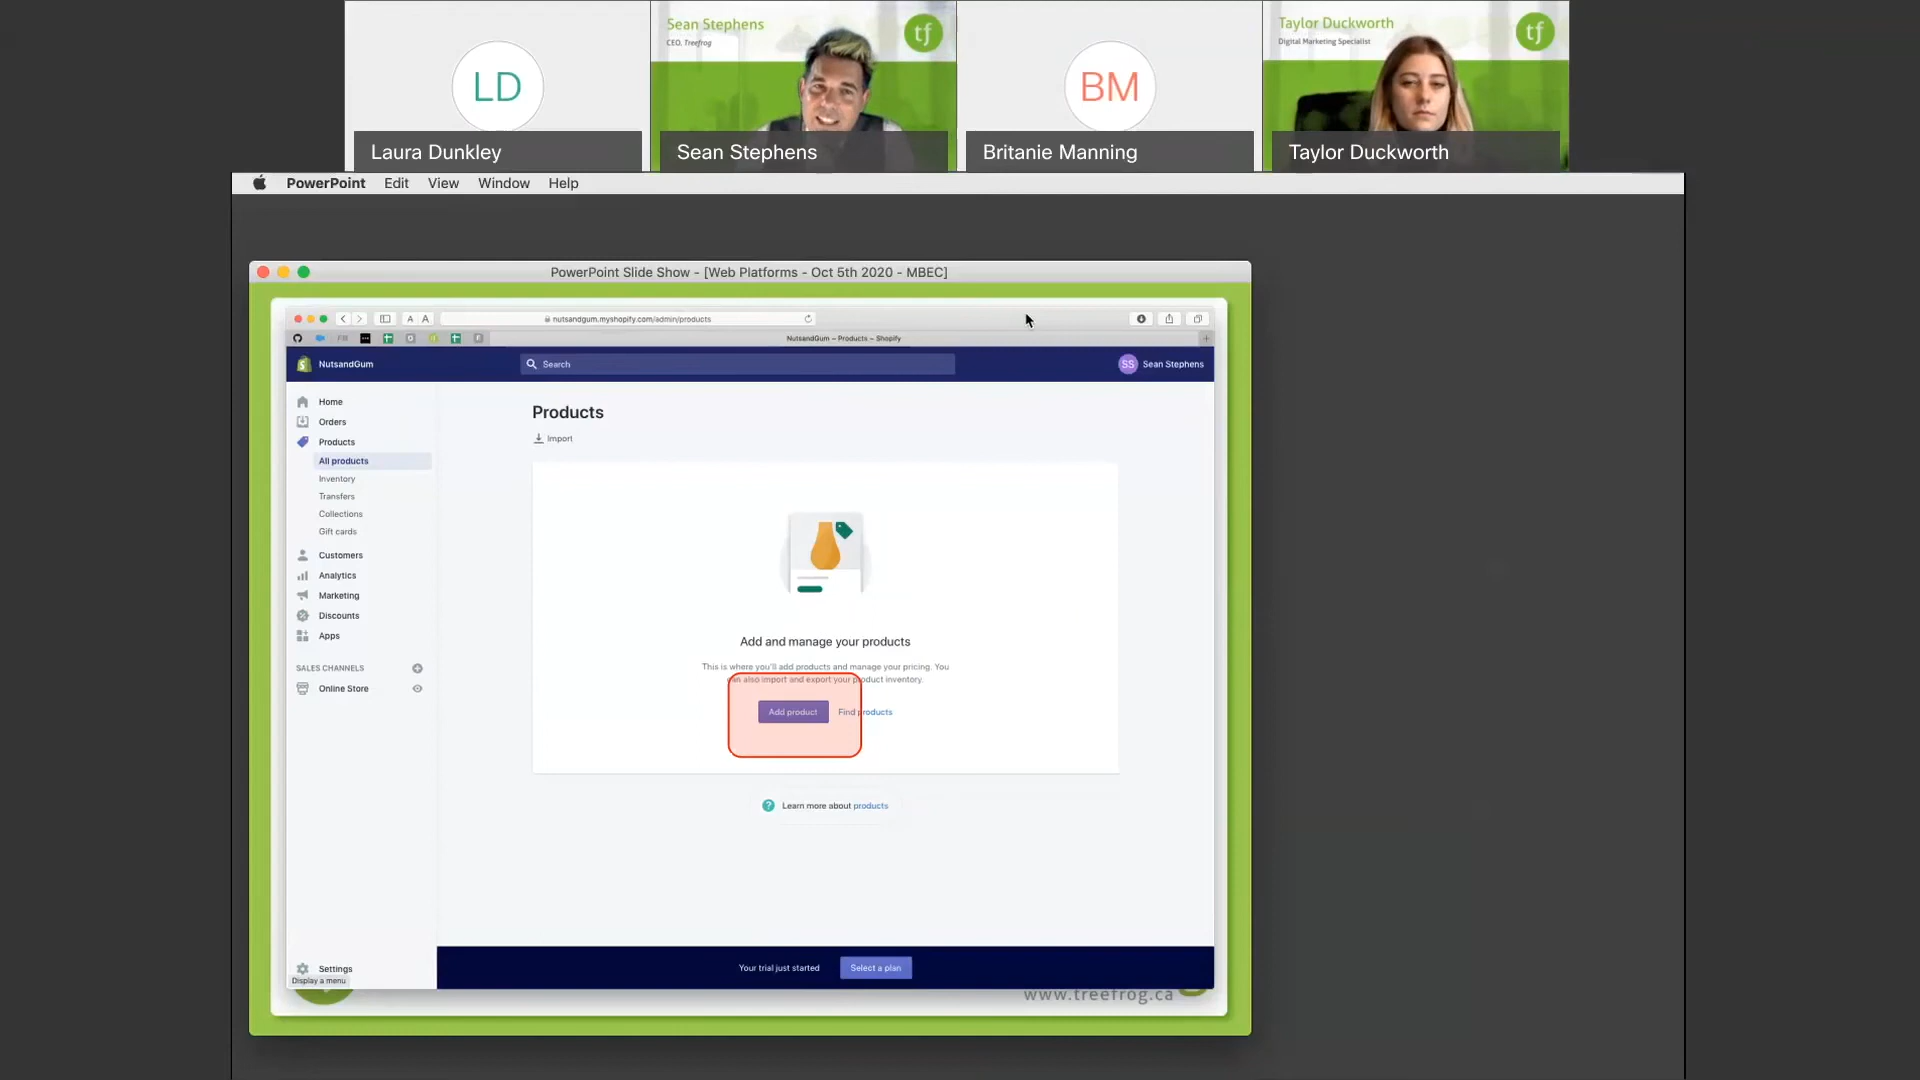 Sean Stephens
CEO, Treefrog
tf
Taylor Duckworth
Digital Marketing Specialist
tf
LD
BM
Laura Dunkley
Sean Stephens
Britanie Manning
Taylor Duckworth
PowerPoint Edit View Window Help
PowerPoint Slide Show - [Web Platforms - Oct 5th 2020 - MBEC]
A A
nutsandgum.myshopify.com/admin/products
NutsandGum ~ Products ~ Shopify
NutsandGum
Search
SS Sean Stephens
Home
Orders
Products
All products
Inventory
Transfers
Collections
Gift cards
Customers
Analytics
Marketing
Discounts
Apps
SALES CHANNELS
Online Store
Products
Import
Add and manage your products
This is where you'll add products and manage your pricing. You
can also import and export your product inventory.
Add product Find products
Learn more about products
Settings
Display a menu
Your trial just started Select a plan
www.treefrog.ca